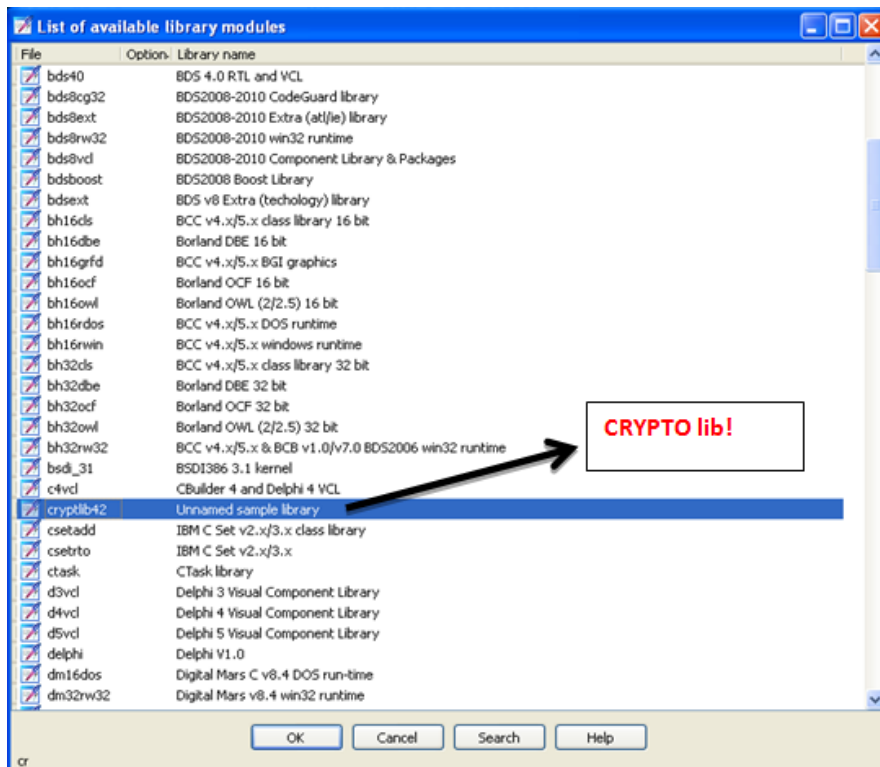 List of available library modules
File Option Library name
bds40 BDS 4.0 RTL and VCL
bds8cg32 BDS2008-2010 CodeGuard library
bds8ext BDS2008-2010 Extra (atl/ie) library
bds8rw32 BDS2008-2010 win32 runtime
bds8vcl BDS2008-2010 Component Library & Packages
bdsboost BDS2008 Boost Library
bdsext BDS v8 Extra (techology) library
bh16cls BCC v4.x/5.x class library 16 bit
bh16dbe Borland DBE 16 bit
bh16grfd BCC v4.x/5.x BGI graphics
bh16ocf Borland OCF 16 bit
bh16owl Borland OWL (2/2.5) 16 bit
bh16rdos BCC v4.x/5.x DOS runtime
bh16rwin BCC v4.x/5.x windows runtime
bh32cls BCC v4.x/5.x class library 32 bit
bh32dbe Borland DBE 32 bit
bh32ocf Borland OCF 32 bit
bh32owl Borland OWL (2/2.5) 32 bit
CRYPTO lib!
bh32rw32 BCC v4.x/5.x & BCB v1.0/v7.0 BDS2006 win32 runtime
bsdi_31 BSDI386 3.1 kernel
c4vcl CBuilder 4 and Delphi 4 VCL
cryptlib42 Unnamed sample library
csetadd IBM C Set v2.x/3.x class library
csetrto IBM C Set v2.x/3.x
ctask CTask library
d3vcl Delphi 3 Visual Component Library
d4vcl Delphi 4 Visual Component Library
d5vcl Delphi 5 Visual Component Library
delphi Delphi V1.0
dm16dos Digital Mars C v8.4 DOS run-time
dm32rw32 Digital Mars v8.4 win32 runtime
OK Cancel Search Help
cr